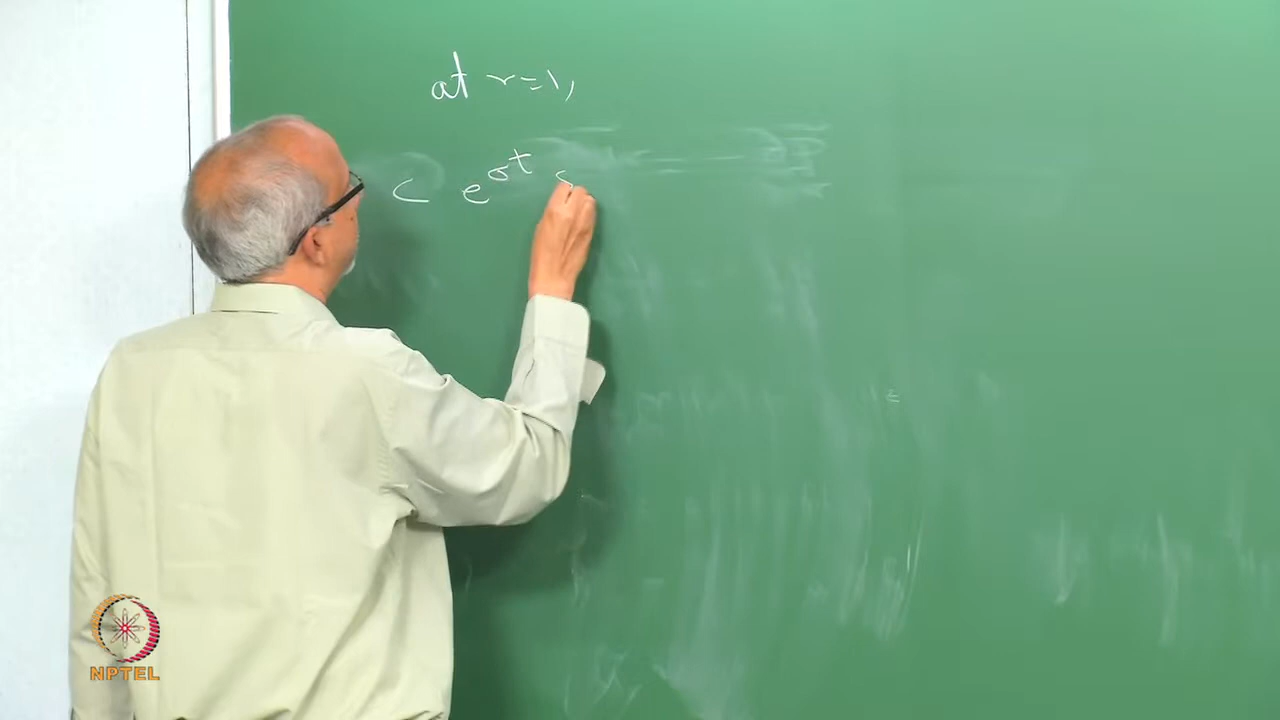 at r=1,
C e^{σt} S
NPTEL